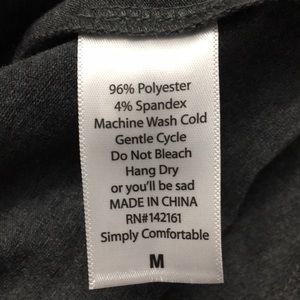 96% Polyester
4% Spandex
Machine Wash Cold
Gentle Cycle
Do Not Bleach
Hang Dry
or you'll be sad
MADE IN CHINA
RN#142161
Simply Comfortable
M